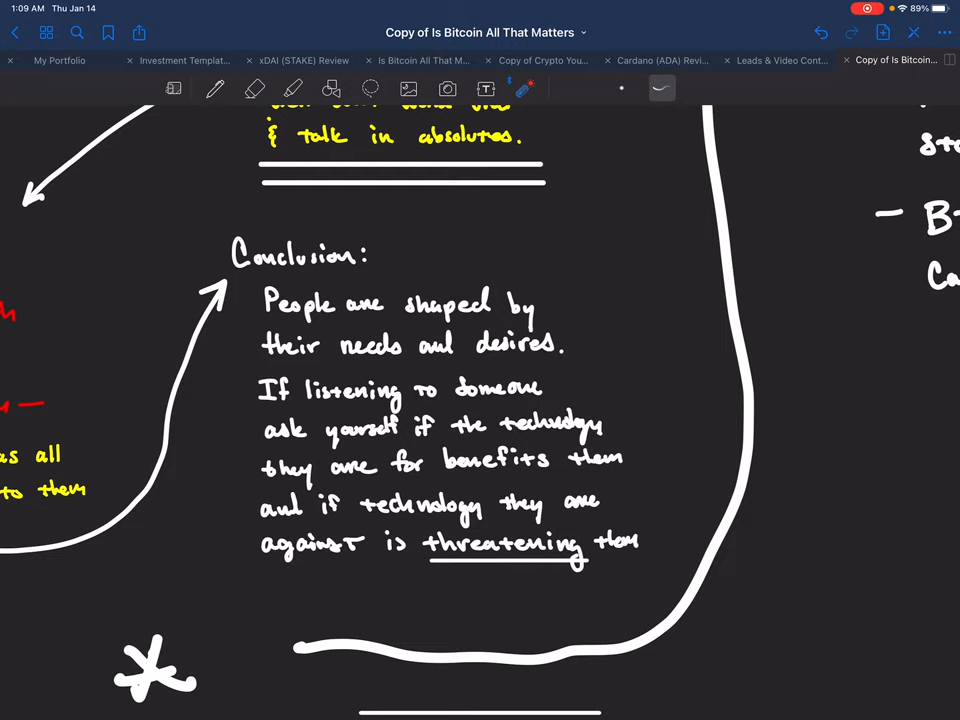 1:09 AM Thu Jan 14
89%
Copy of Is Bitcoin All That Matters
My Portfolio
Investment Templat...
xDAI (STAKE) Review
Is Bitcoin All That M...
Copy of Crypto You...
Cardano (ADA) Revi...
Leads & Video Cont...
Copy of Is Bitcoin...
& talk in absolutes.
Conclusion:
People are shaped by
their needs and desires.
If listening to someone
ask yourself if the technology
they are for benefits them
and if technology they are
against is threatening them
as all
to them